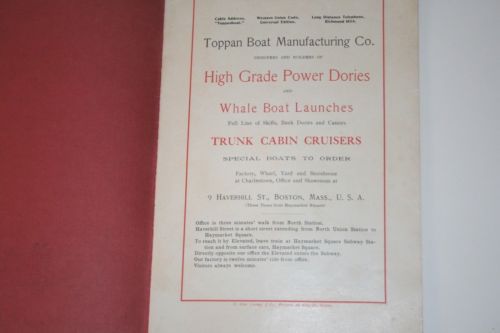 Cable Address, "Toppanboat."
Western Union Code, Universal Edition.
Long Distance Telephone, Richmond
Toppan Boat Manufacturing Co.
DESIGNERS AND BUILDERS OF
High Grade Power Dories
AND
Whale Boat Launches
Full Line of Skiffs, Bank Dories and Canoes
TRUNK CABIN CRUISERS
SPECIAL BOATS TO ORDER
Factory, Wharf, Yard and Storehouse
at Charlestown, Office and Showroom at
9 HAVERHILL ST., BOSTON, MASS., U. S. A.
(Three Doors from Haymarket Square)
Office is three minutes' walk from North Station.
Haverhill Street is a short street extending from North Union Station to
Haymarket Square.
To reach it by Elevated, leave train at Haymarket Square Subway Sta-
tion and from surface cars, Haymarket Square.
Directly opposite our office the Elevated enters the Subway.
Our factory is twelve minutes' ride from office.
Visitors always welcome.